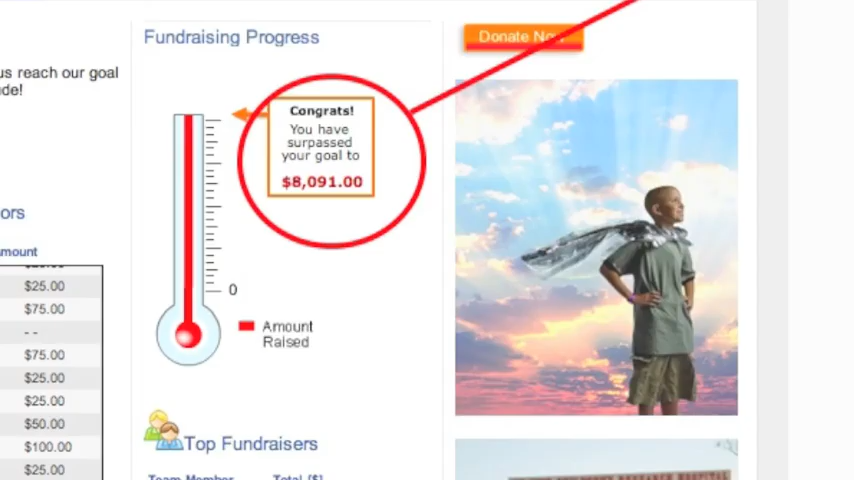 Fundraising Progress
Donate Now
us reach our goal
ude!
Congrats!
You have
surpassed
your goal to
$8,091.00
ors
mount
$25.00
$75.00
- -
$75.00
$25.00
$25.00
$50.00
$100.00
$25.00
0
Amount
Raised
Top Fundraisers
Team Member Total [$]